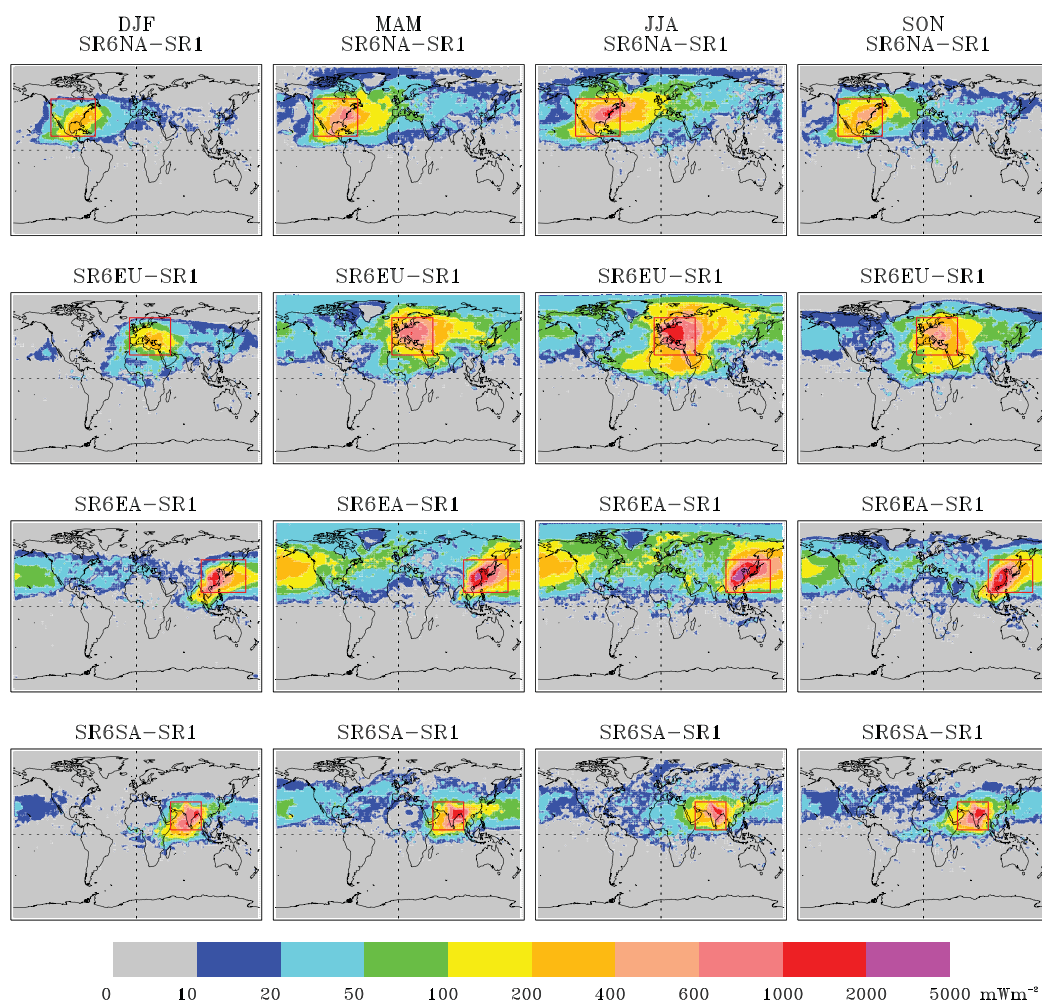 DJF MAM JJA SON
SR6NA−SR1 SR6NA−SR1 SR6NA−SR1 SR6NA−SR1
SR6EU−SR1 SR6EU−SR1 SR6EU−SR1 SR6EU−SR1
SR6EA−SR1 SR6EA−SR1 SR6EA−SR1 SR6EA−SR1
SR6SA−SR1 SR6SA−SR1 SR6SA−SR1 SR6SA−SR1
0 10 20 50 100 200 400 600 1000 2000 5000 mWm⁻²